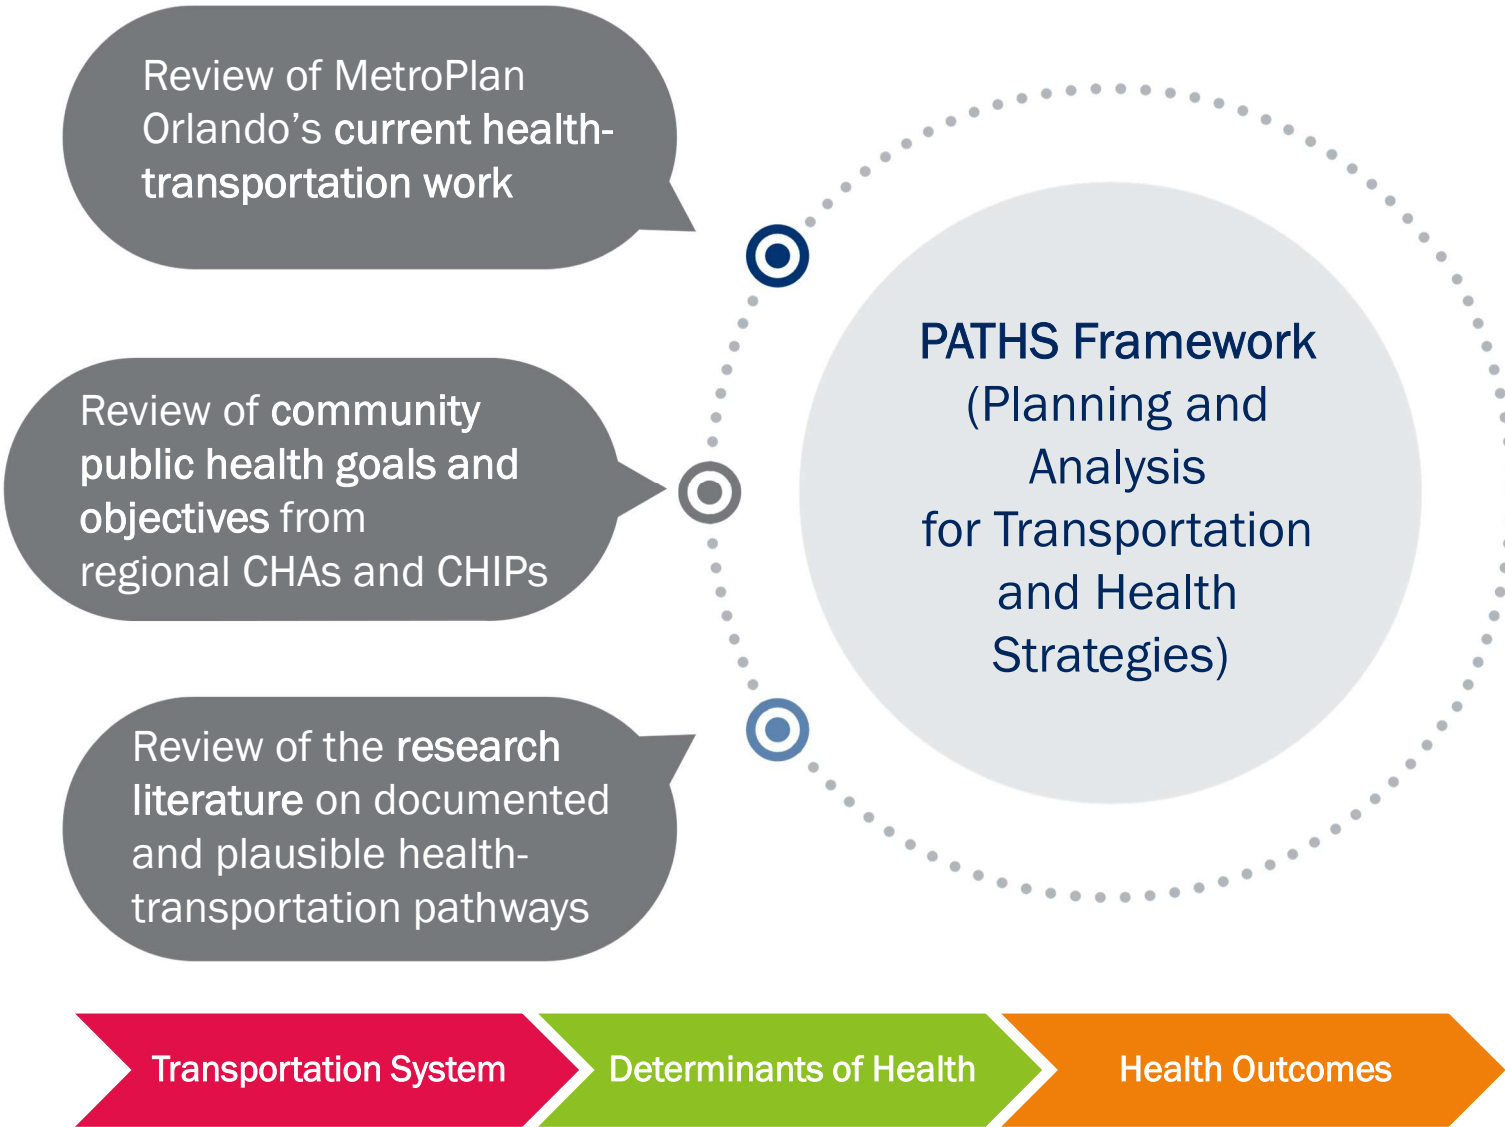 Review of MetroPlan
Orlando’s current health-
transportation work
Review of community
public health goals and
objectives from
regional CHAs and CHIPs
Review of the research
literature on documented
and plausible health-
transportation pathways
PATHS Framework
(Planning and
Analysis
for Transportation
and Health
Strategies)
Transportation System
Determinants of Health
Health Outcomes